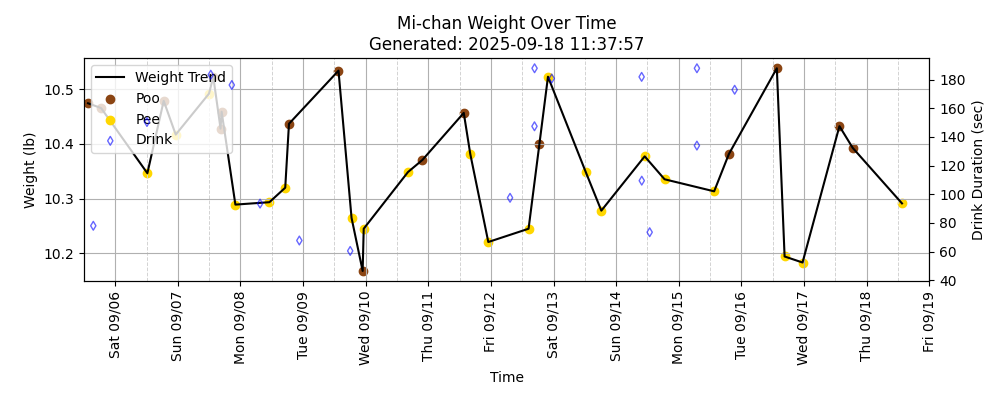 Mi-chan Weight Over Time
Generated: 2025-09-18 11:37:57
Weight Trend
Poo
Pee
Drink
Weight (lb)
10.5
10.4
10.3
10.2
Drink Duration (sec)
180
160
140
120
100
80
60
40
Sat 09/06
Sun 09/07
Mon 09/08
Tue 09/09
Wed 09/10
Thu 09/11
Fri 09/12
Sat 09/13
Sun 09/14
Mon 09/15
Tue 09/16
Wed 09/17
Thu 09/18
Fri 09/19
Time